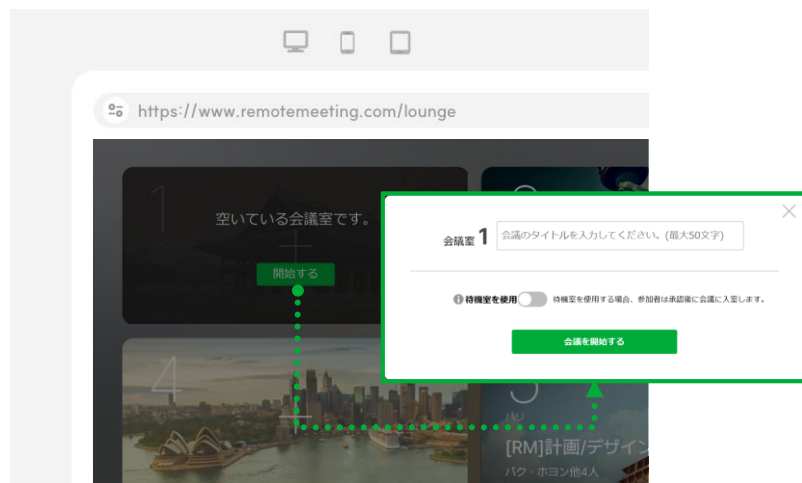 https://www.remotemeeting.com/lounge
1
空いている会議室です。
開始する
会議室 1
会議のタイトルを入力してください。(最大50文字)
待機室を使用
待機室を使用する場合、参加者は承認後に会議に入室します。
会議を開始する
4
パリ
[RM]計画/デザイン
パク・ホヨン他4人